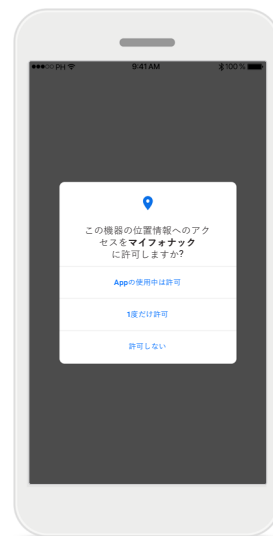 PH 9:41 AM 100 %
この機器の位置情報へのアク
セスをマイフォナック
に許可しますか?
Appの使用中は許可
1度だけ許可
許可しない